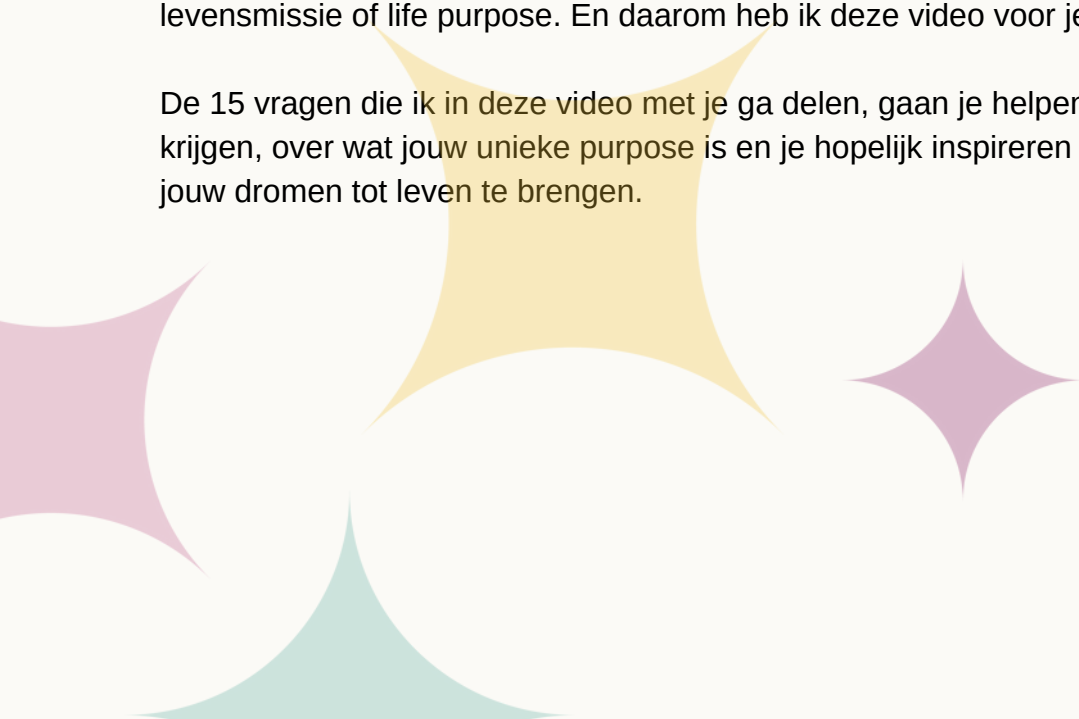 levensmissie of life purpose. En daarom heb ik deze video voor je
De 15 vragen die ik in deze video met je ga delen, gaan je helpen
krijgen, over wat jouw unieke purpose is en je hopelijk inspireren
jouw dromen tot leven te brengen.